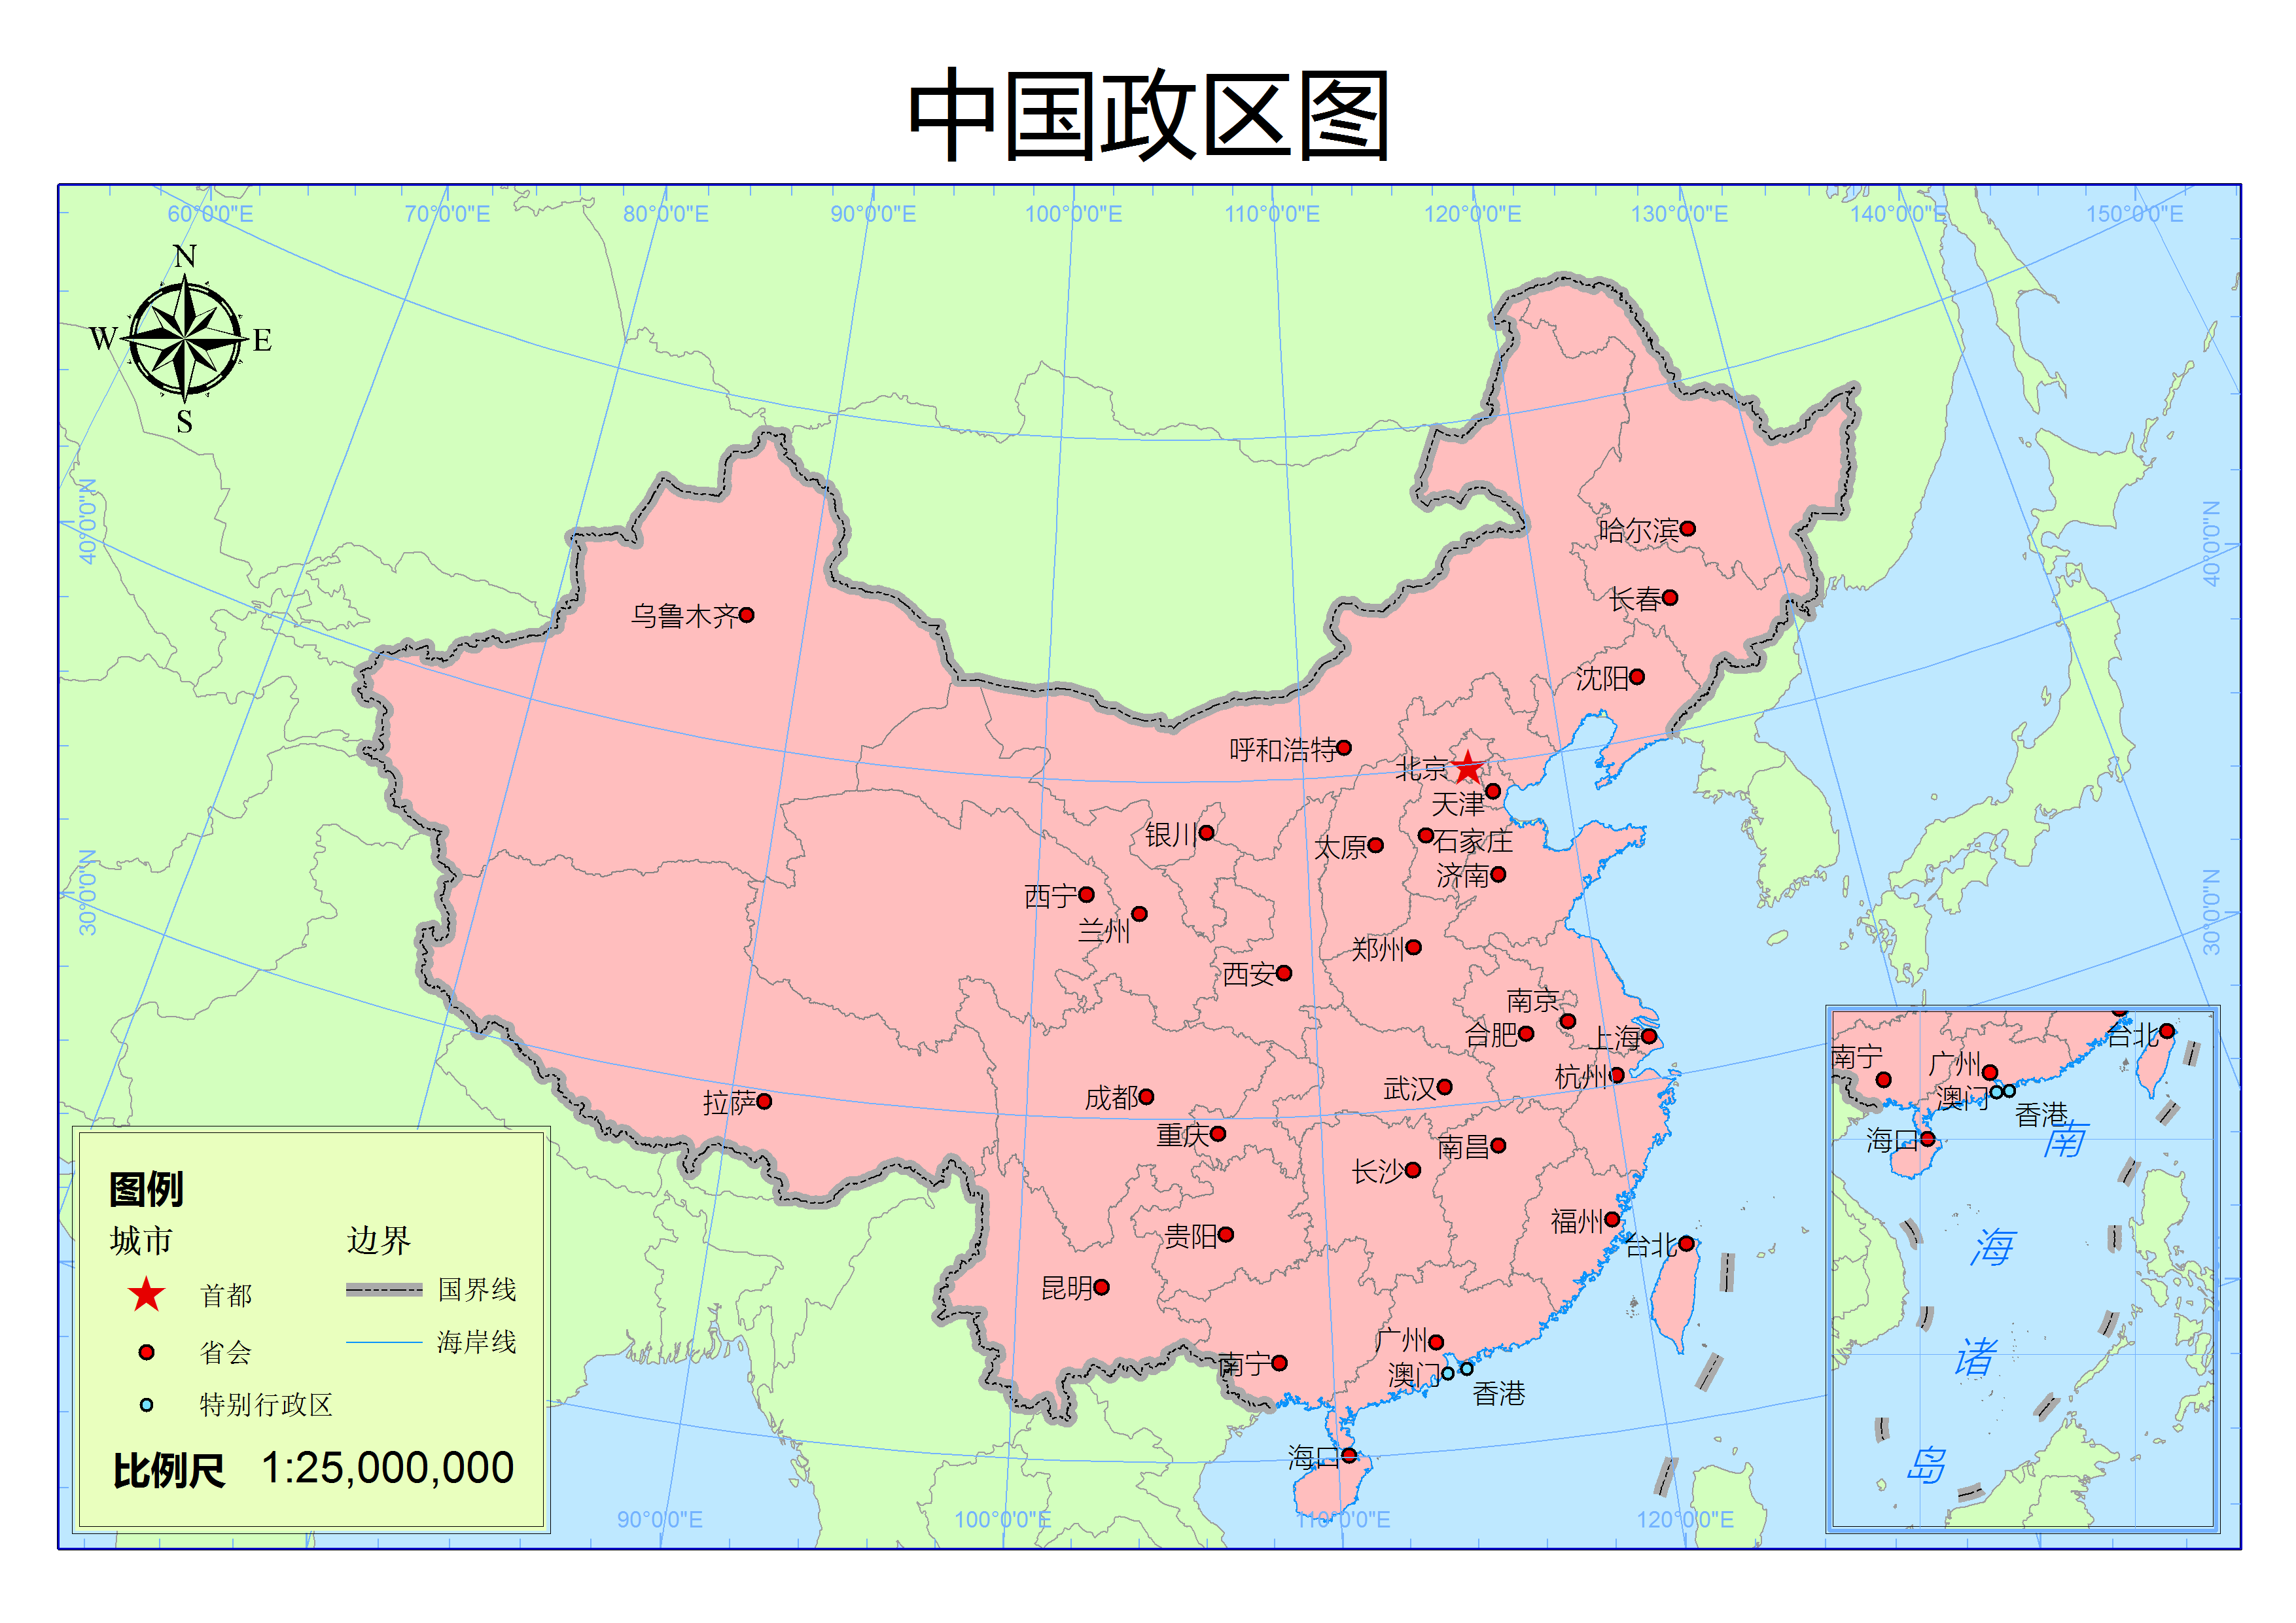 中国政区图
60°0'0"E
70°0'0"E
80°0'0"E
90°0'0"E
100°0'0"E
110°0'0"E
120°0'0"E
130°0'0"E
140°0'0"E
150°0'0"E
N
W
E
S
40°0'0"N
40°0'0"N
哈尔滨
长春
乌鲁木齐
沈阳
呼和浩特
北京
天津
银川
太原
石家庄
济南
西宁
兰州
30°0'0"N
30°0'0"N
郑州
西安
南京
合肥
上海
杭州
武汉
成都
拉萨
重庆
南昌
长沙
福州
贵阳
台北
昆明
广州
南宁
澳门
香港
海口
台北
南宁
广州
澳门
香港
海口
南
海
诸
岛
图例
城市
边界
首都
国界线
省会
海岸线
特别行政区
比例尺 1:25,000,000
90°0'0"E
100°0'0"E
110°0'0"E
120°0'0"E